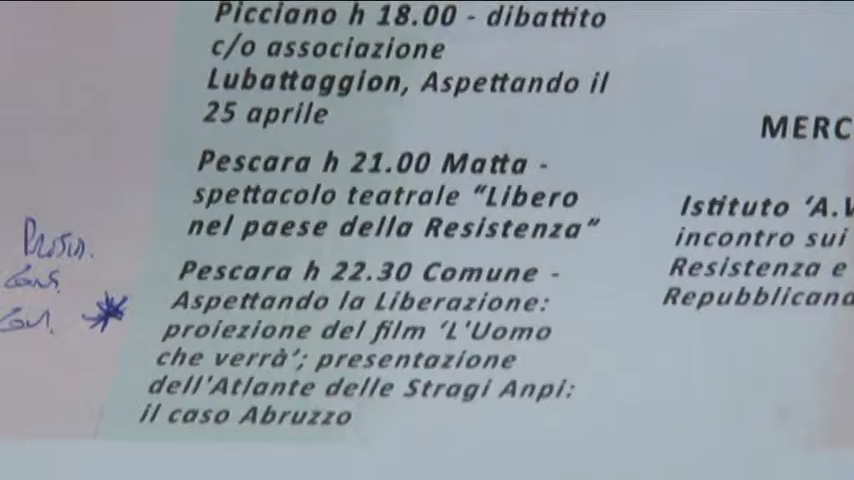 Picciano h 18.00 - dibattito
c/o associazione
Lubattaggion, Aspettando il
25 aprile
Pescara h 21.00 Matta -
spettacolo teatrale “Libero
nel paese della Resistenza”
Pescara h 22.30 Comune -
Aspettando la Liberazione:
proiezione del film ‘L'Uomo
che verrà’; presentazione
dell'Atlante delle Stragi Anpi:
il caso Abruzzo
MERC
Istituto ‘A.V
incontro sui
Resistenza e
Repubblicana